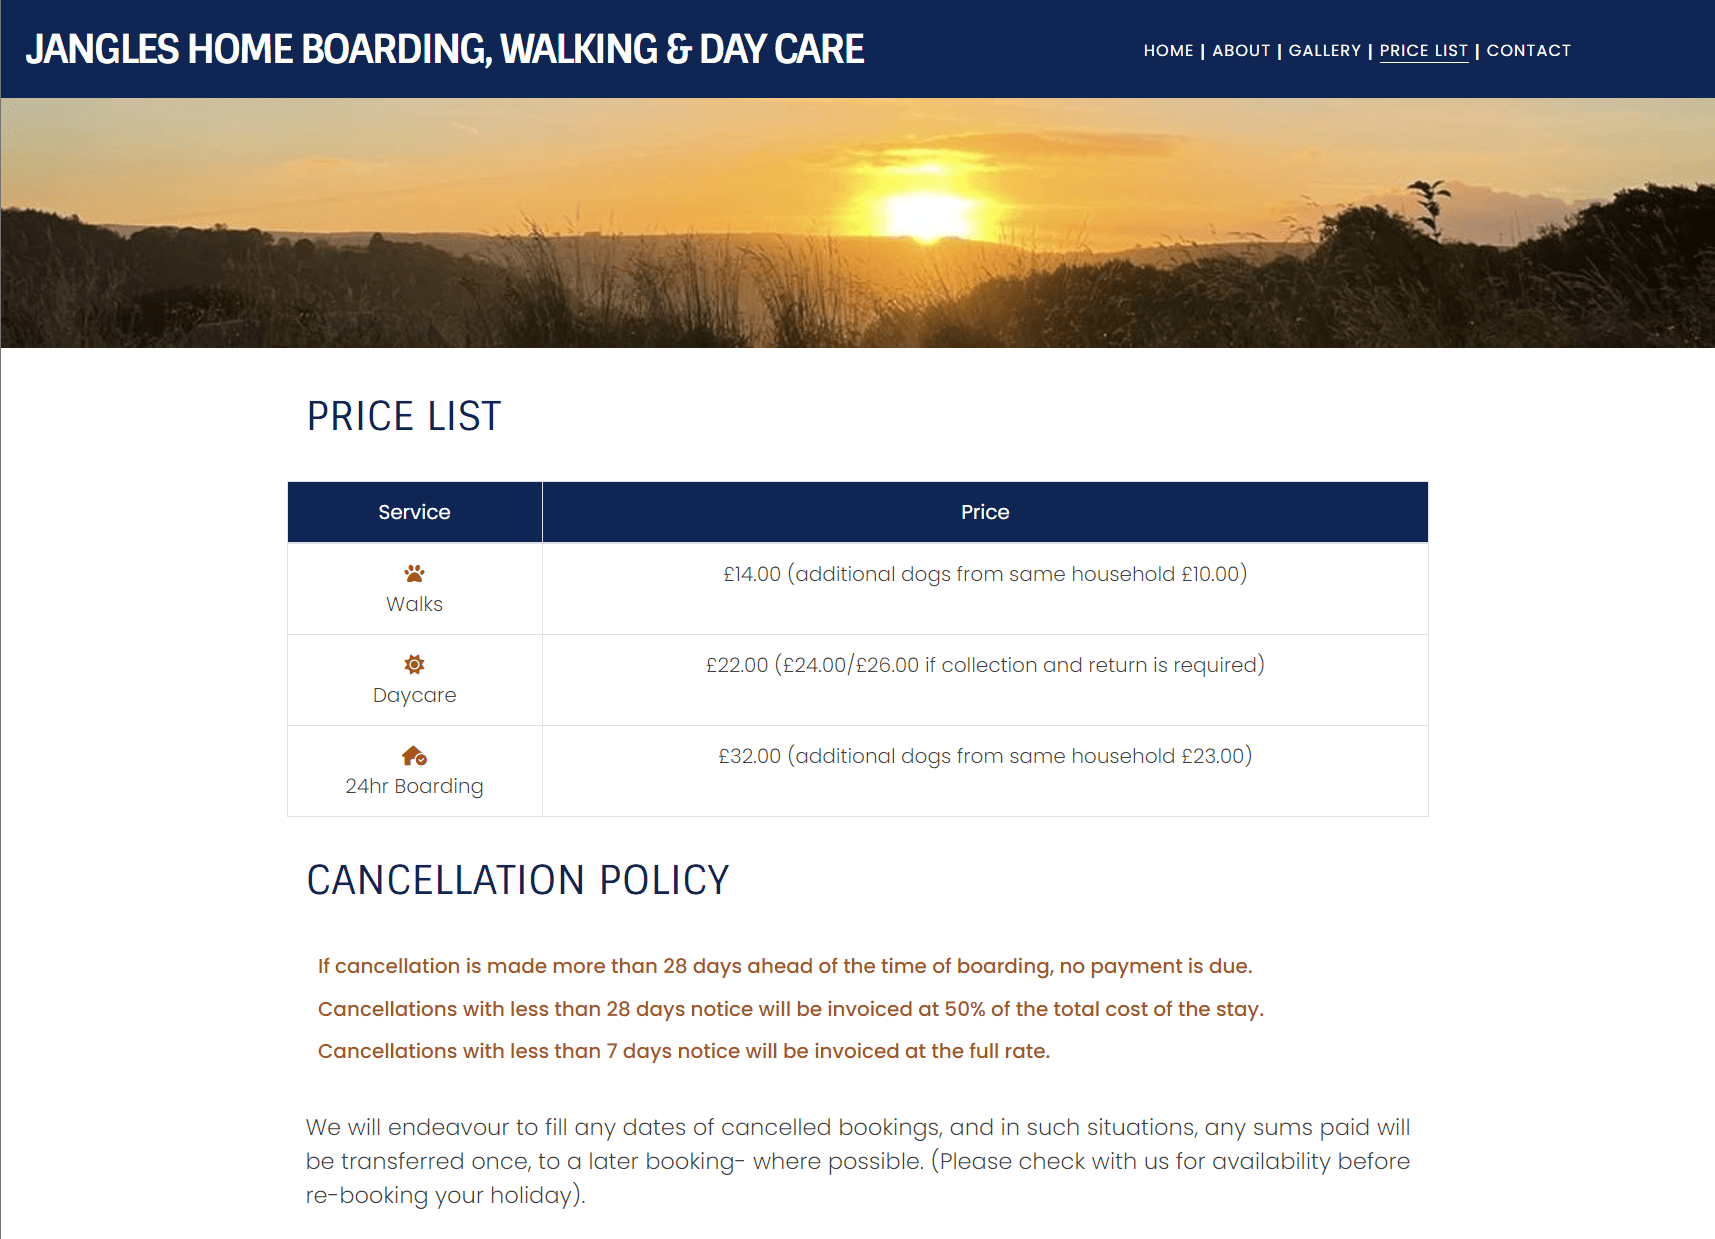 JANGLES HOME BOARDING, WALKING & DAY CARE
HOME | ABOUT | GALLERY | PRICE LIST | CONTACT
PRICE LIST
Service Price
£14.00 (additional dogs from same household £10.00)
Walks
£22.00 (£24.00/£26.00 if collection and return is required)
Daycare
£32.00 (additional dogs from same household £23.00)
24hr Boarding
CANCELLATION POLICY
If cancellation is made more than 28 days ahead of the time of boarding, no payment is due.
Cancellations with less than 28 days notice will be invoiced at 50% of the total cost of the stay.
Cancellations with less than 7 days notice will be invoiced at the full rate.
We will endeavour to fill any dates of cancelled bookings, and in such situations, any sums paid will
be transferred once, to a later booking- where possible. (Please check with us for availability before
re-booking your holiday).